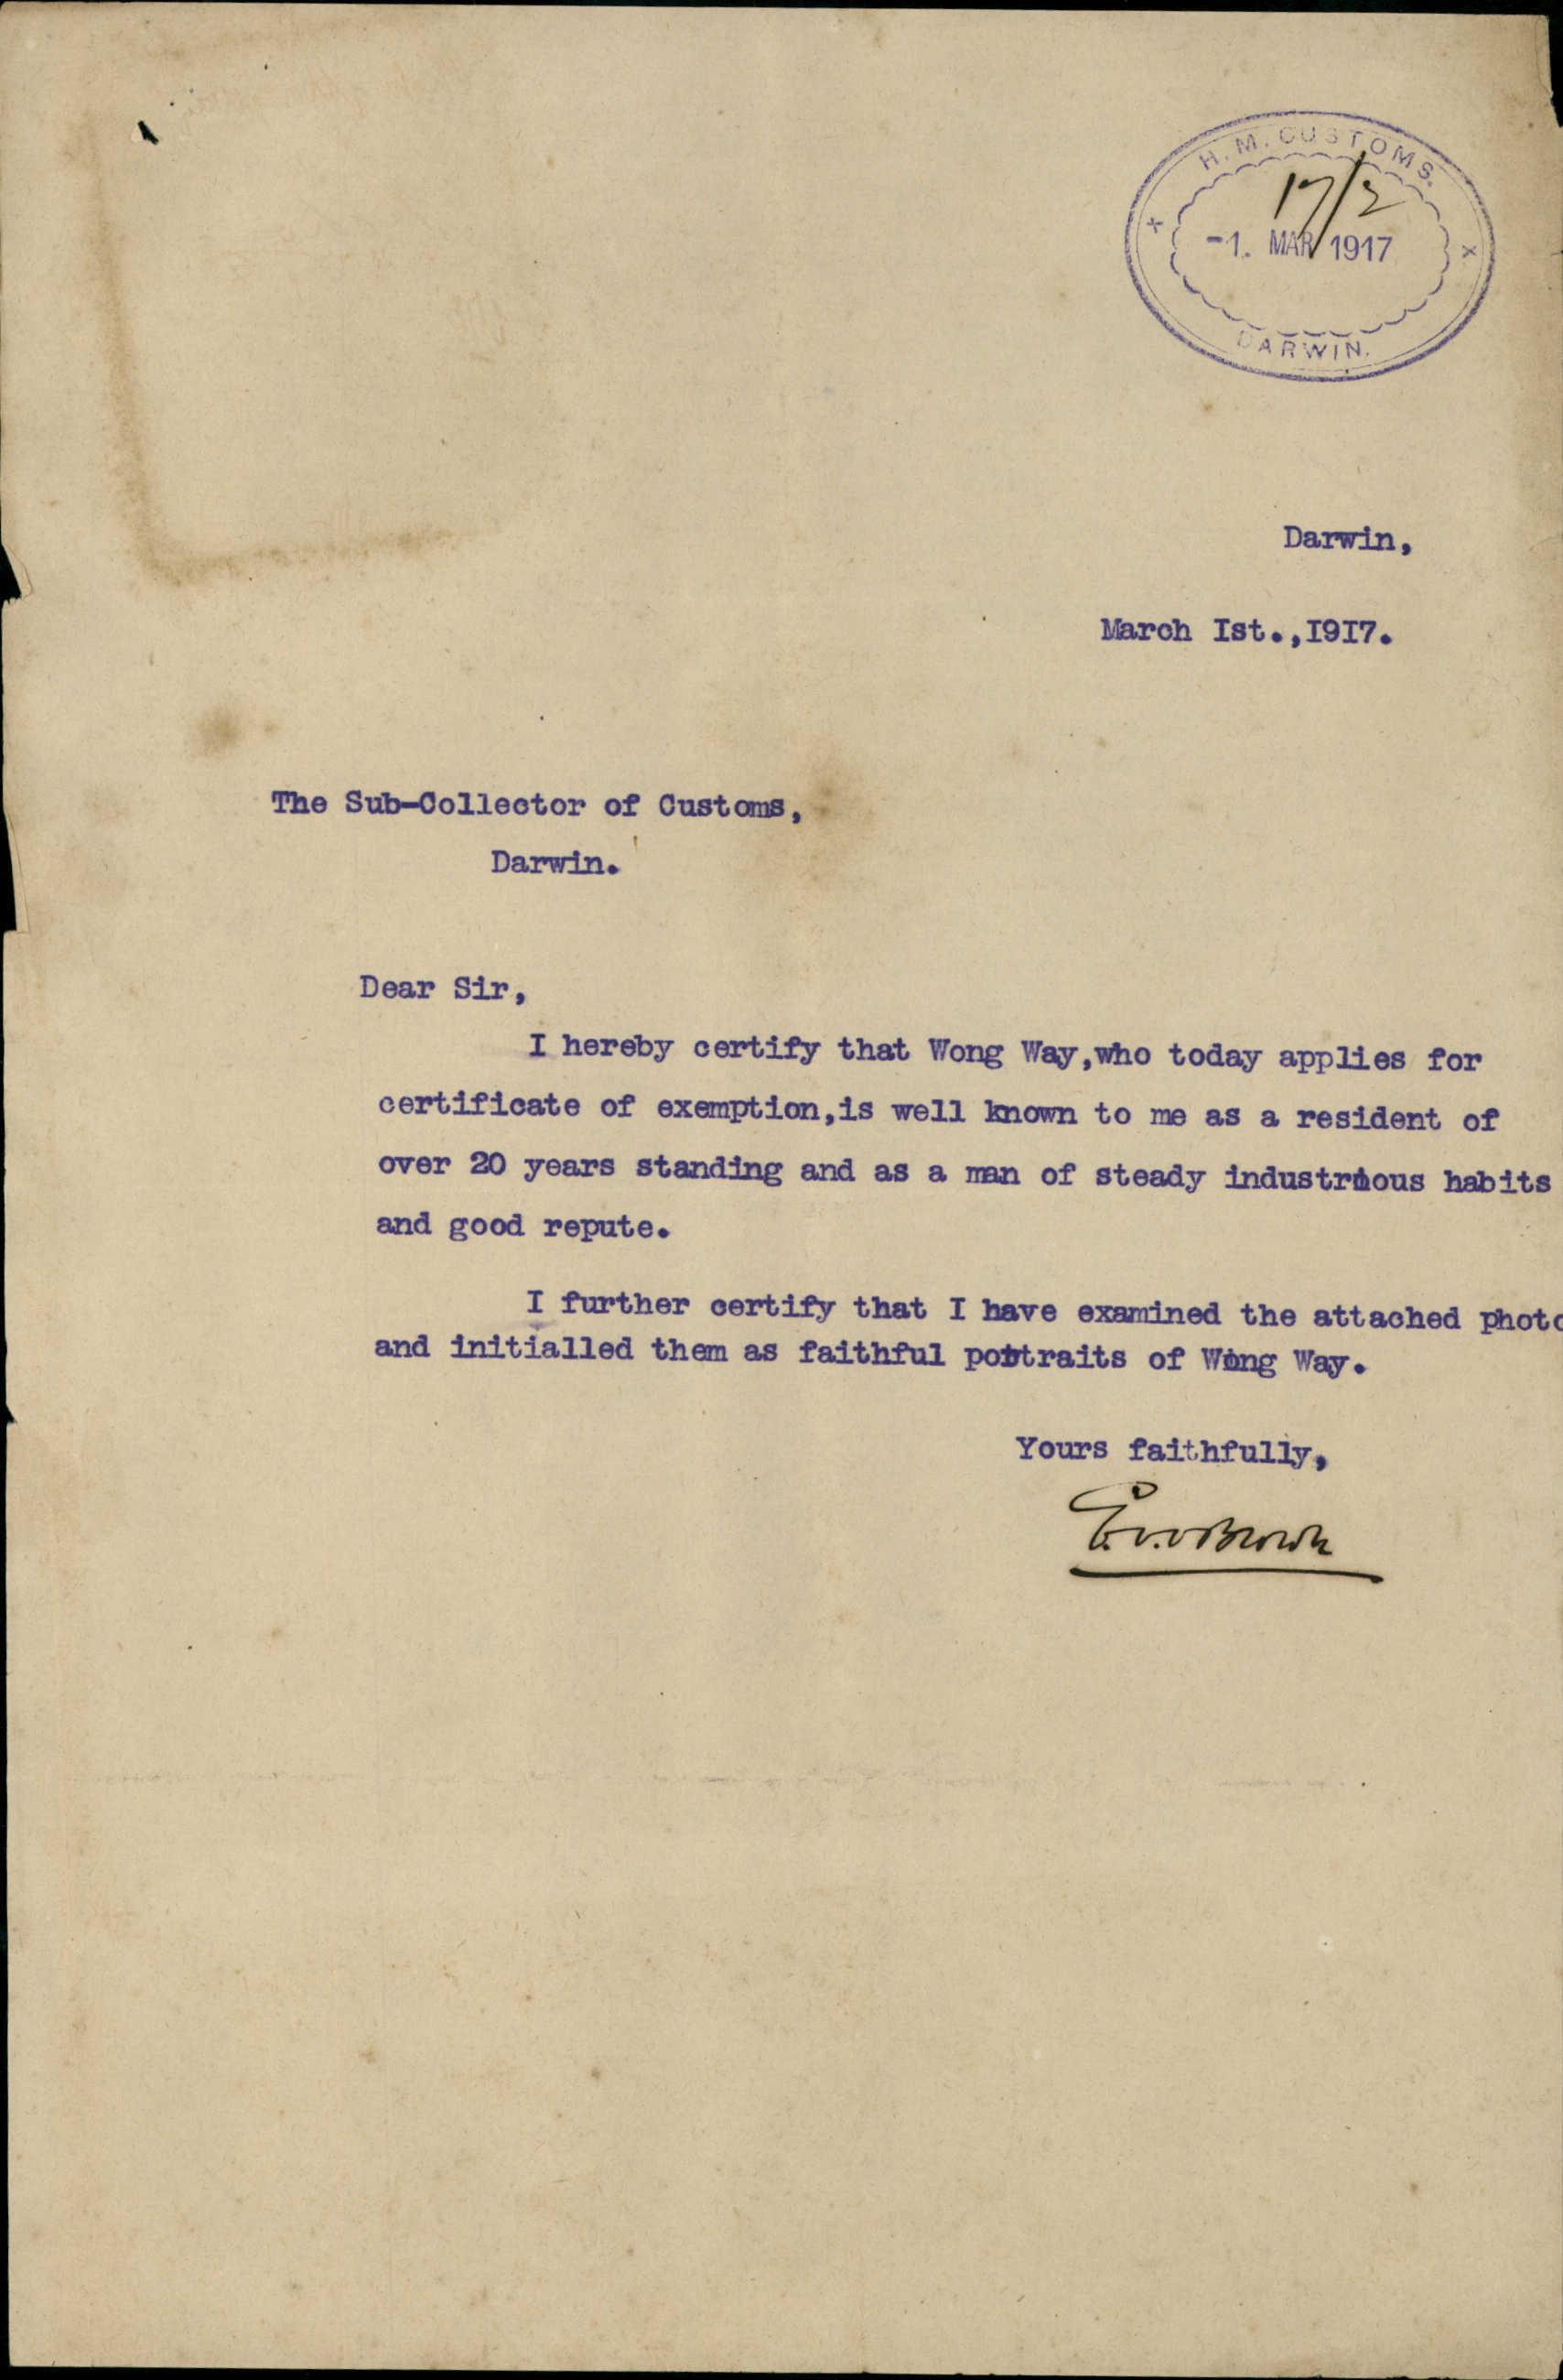 H. M. CUSTOMS.
17/2
-1. MAR 1917
DARWIN.
Darwin,
March Ist.,I9I7.
The Sub-Collector of Customs,
Darwin.
Dear Sir,
I hereby certify that Wong Way,who today applies for
certificate of exemption,is well known to me as a resident of
over 20 years standing and as a man of steady industrious habits
and good repute.
I further certify that I have examined the attached photo
and initialled them as faithful portraits of Wong Way.
Yours faithfully,
Brown